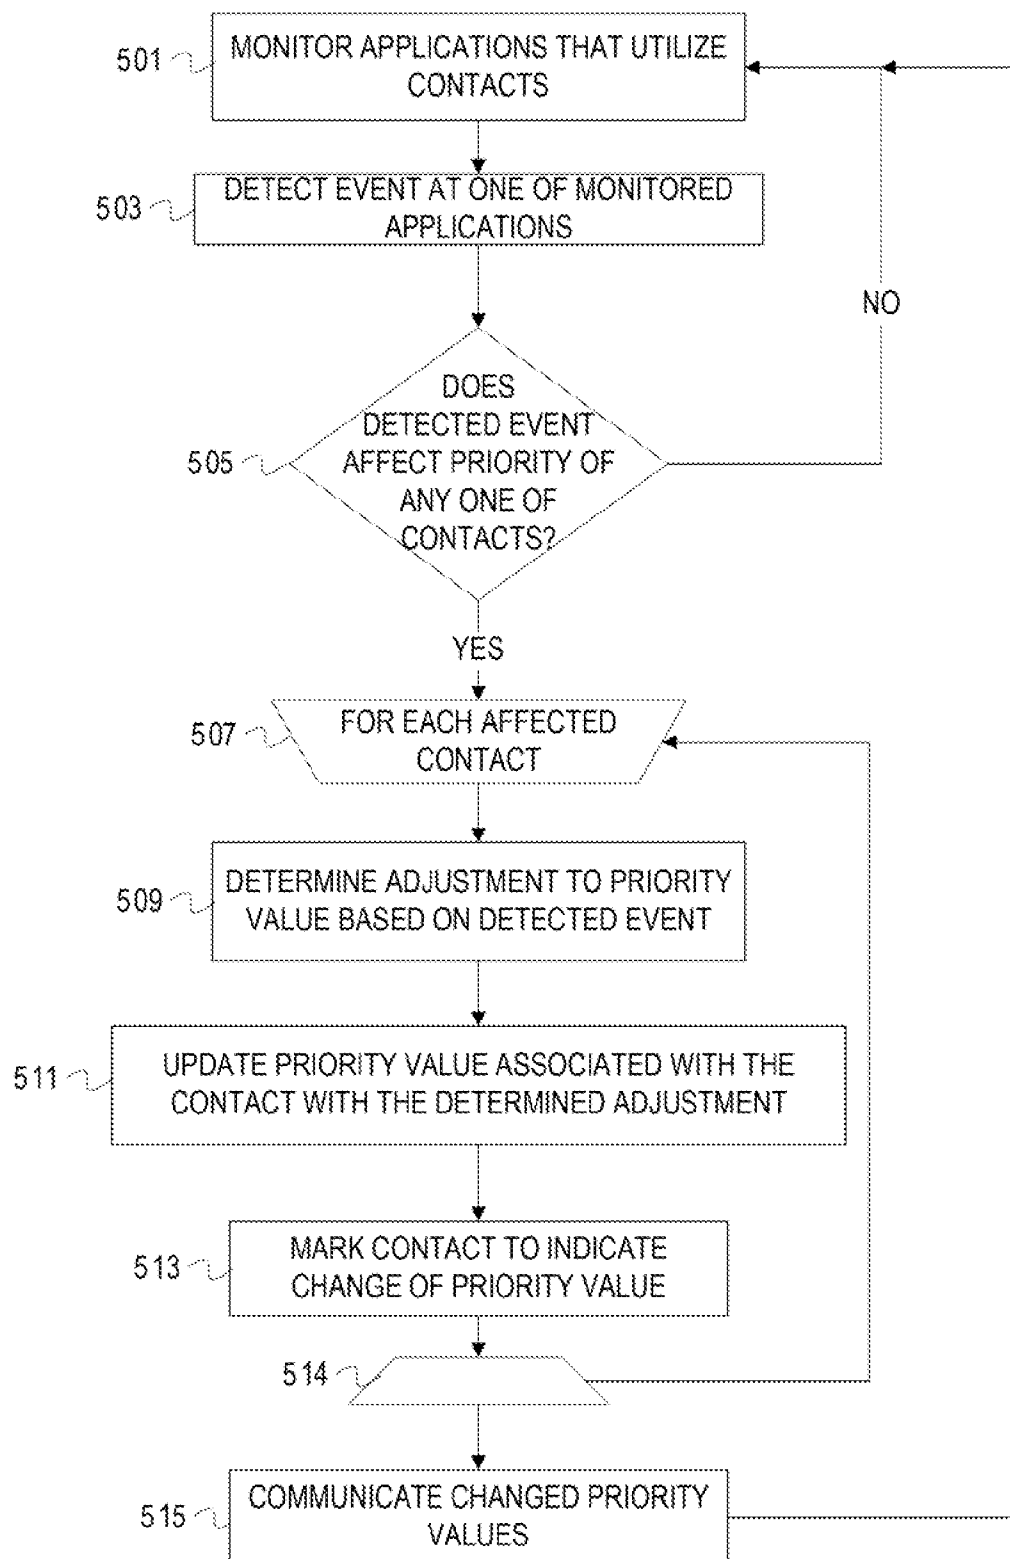 501
MONITOR APPLICATIONS THAT UTILIZE
CONTACTS
503
DETECT EVENT AT ONE OF MONITORED
APPLICATIONS
NO
505
DOES
DETECTED EVENT
AFFECT PRIORITY OF
ANY ONE OF
CONTACTS?
YES
507
FOR EACH AFFECTED
CONTACT
509
DETERMINE ADJUSTMENT TO PRIORITY
VALUE BASED ON DETECTED EVENT
511
UPDATE PRIORITY VALUE ASSOCIATED WITH THE
CONTACT WITH THE DETERMINED ADJUSTMENT
513
MARK CONTACT TO INDICATE
CHANGE OF PRIORITY VALUE
514
515
COMMUNICATE CHANGED PRIORITY
VALUES